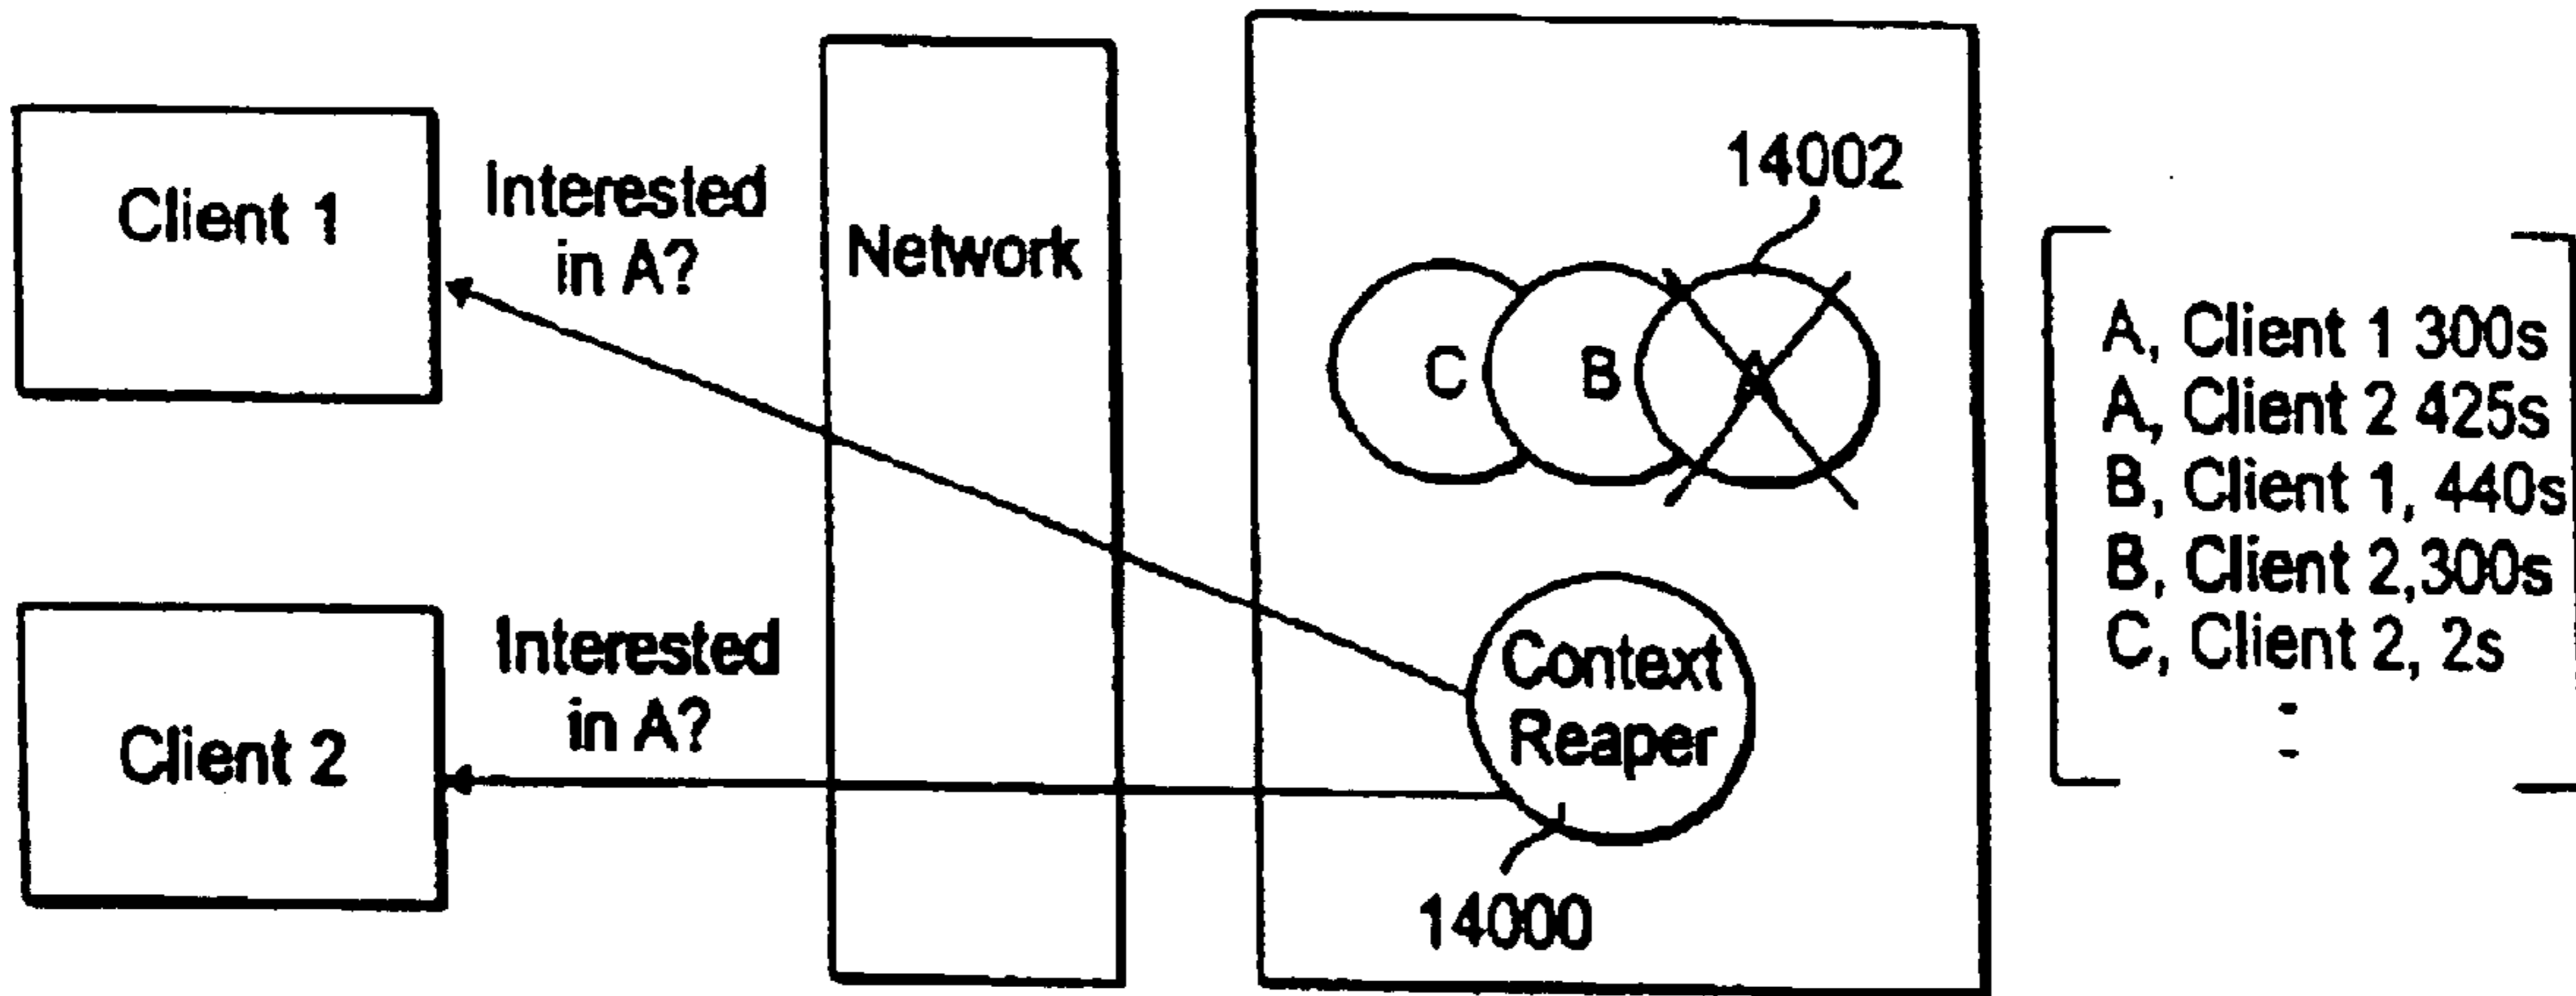 Client 1
Interested
in A?
Network
14002
C
B
A
A, Client 1 300s
A, Client 2 425s
B, Client 1, 440s
B, Client 2,300s
C, Client 2, 2s
Client 2
Interested
in A?
Context
Reaper
14000